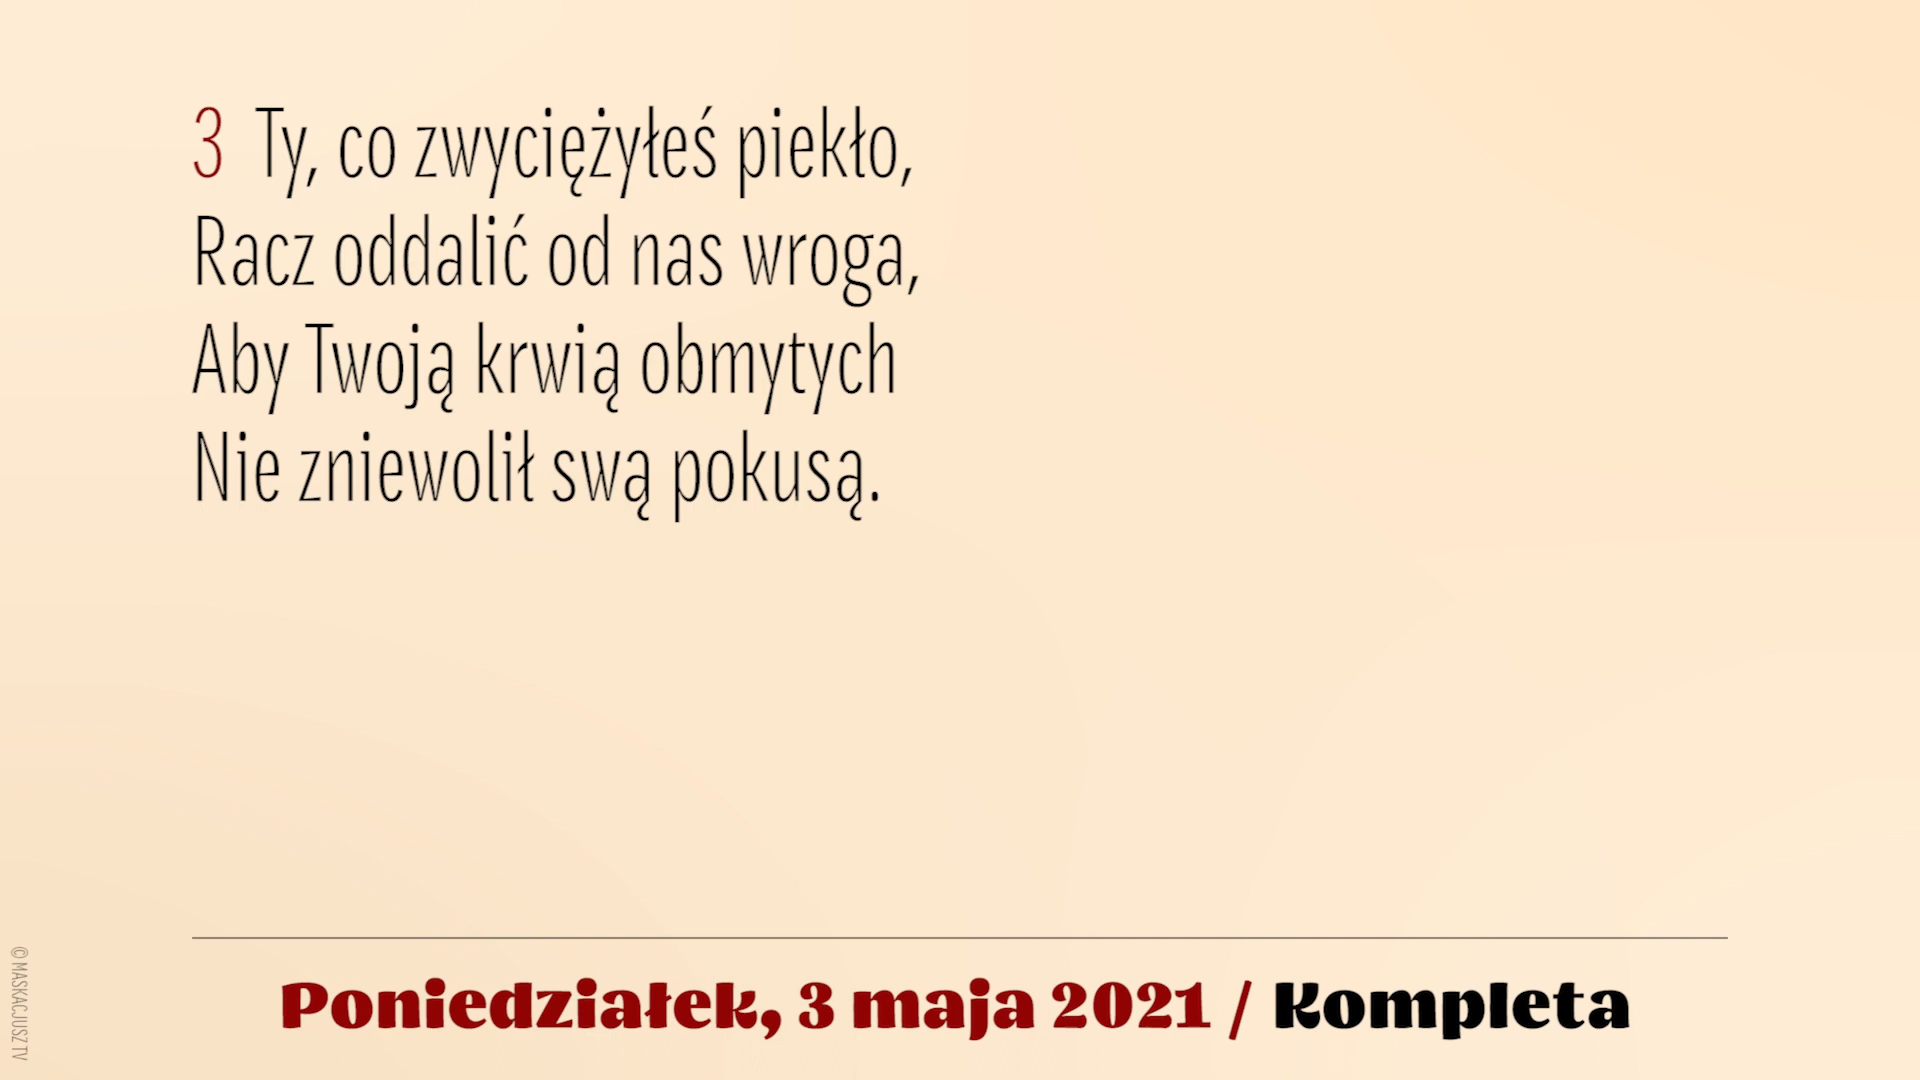 3 Ty, co zwyciężyłeś piekło,
Racz oddalić od nas wroga,
Aby Twoją krwią obmytych
Nie zniewolił swą pokusą.
Poniedziałek, 3 maja 2021 / Kompleta
© MASKACJUSZ TV